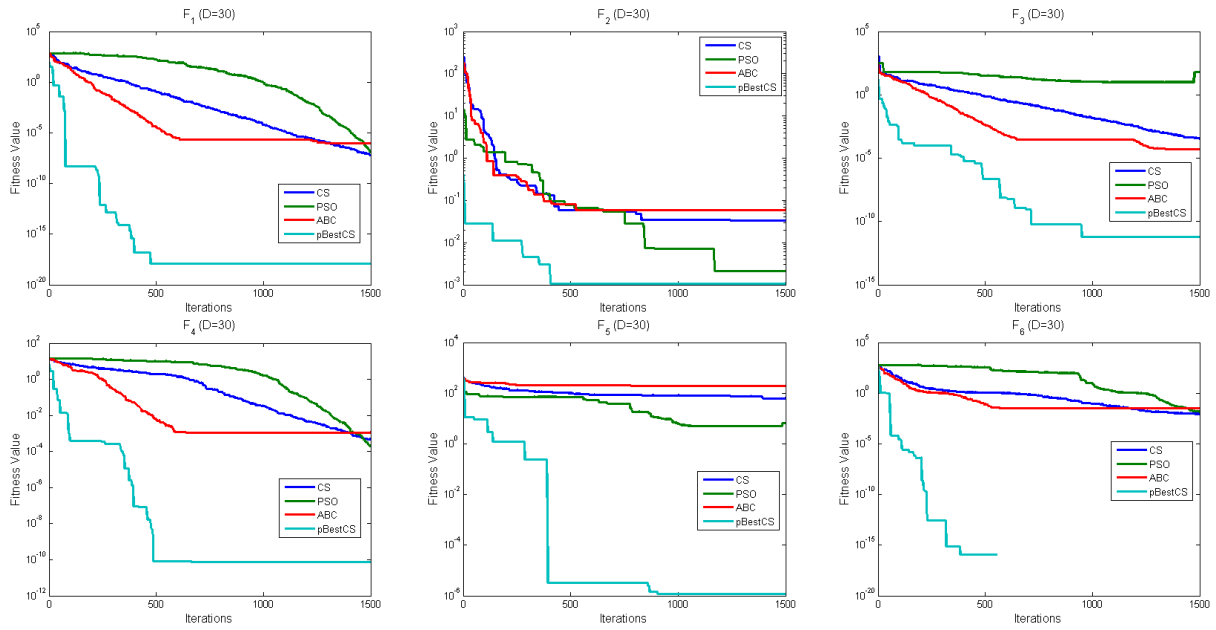 F1 (D=30)
Fitness Value
10^5
10^0
10^-5
10^-10
10^-15
10^-20
0 500 1000 1500
Iterations
CS
PSO
ABC
pBestCS
F2 (D=30)
Fitness Value
10^3
10^2
10^1
10^0
10^-1
10^-2
10^-3
0 500 1000 1500
Iterations
CS
PSO
ABC
pBestCS
F3 (D=30)
Fitness Value
10^5
10^0
10^-5
10^-10
10^-15
0 500 1000 1500
Iterations
CS
PSO
ABC
pBestCS
F4 (D=30)
Fitness Value
10^2
10^0
10^-2
10^-4
10^-6
10^-8
10^-10
10^-12
0 500 1000 1500
Iterations
CS
PSO
ABC
pBestCS
F5 (D=30)
Fitness Value
10^4
10^2
10^0
10^-2
10^-4
10^-6
0 500 1000 1500
Iterations
CS
PSO
ABC
pBestCS
F6 (D=30)
Fitness Value
10^5
10^0
10^-5
10^-10
10^-15
10^-20
0 500 1000 1500
Iterations
CS
PSO
ABC
pBestCS